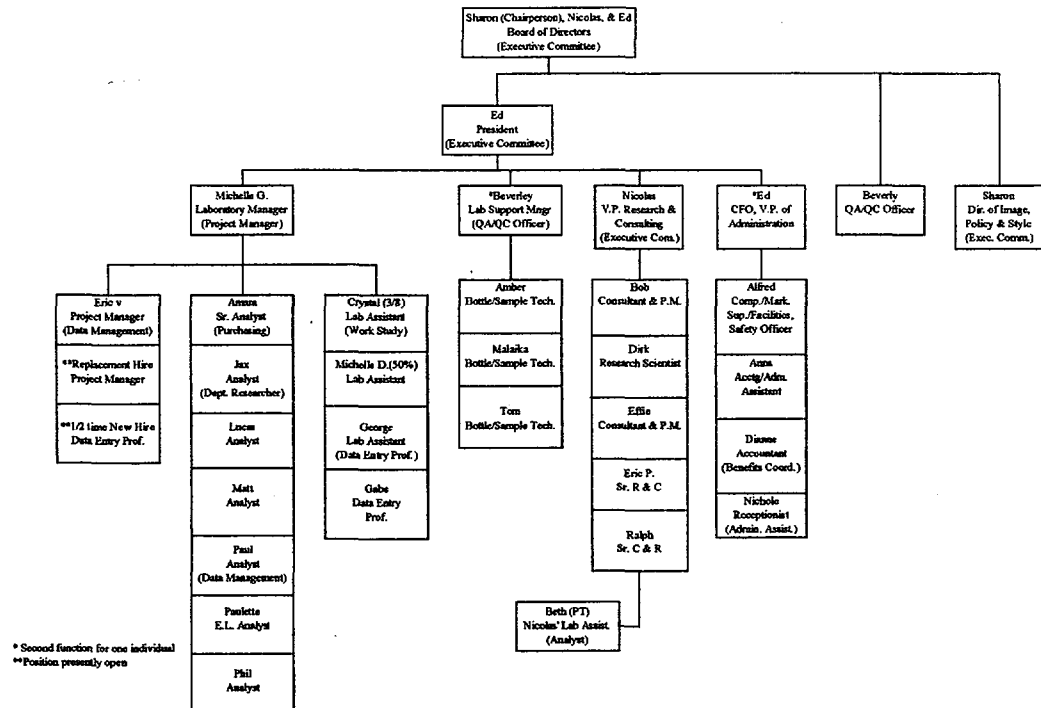 Sharon (Chairperson), Nicolas, & Ed
Board of Directors
(Executive Committee)
Ed
President
(Executive Committee)
Michelle G.
Laboratory Manager
(Project Manager)
*Beverley
Lab Support Mngr
(QA/QC Officer)
Nicolas
V.P. Research &
Consulting
(Executive Com.)
*Ed
CFO, V.P. of
Administration
Beverly
QA/QC Officer
Sharon
Dir. of Image,
Policy & Style
(Exec. Comm.)
Eric v
Project Manager
(Data Management)
**Replacement Hire
Project Manager
**1/2 time New Hire
Data Entry Prof.
Sr. Analyst
(Purchasing)
Jax
Analyst
(Dept. Researcher)
Lucas
Analyst
Matt
Analyst
Paul
Analyst
(Data Management)
Paulette
E.L. Analyst
Phil
Analyst
Crystal (3/8)
Lab Assistant
(Work Study)
Michelle D.(50%)
Lab Assistant
George
Lab Assistant
(Data Entry Prof.)
Gabe
Data Entry
Prof.
Amber
Bottle/Sample Tech.
Malaika
Bottle/Sample Tech.
Tom
Bottle/Sample Tech.
Bob
Consultant & P.M.
Dirk
Research Scientist
Effie
Consultant & P.M.
Eric P.
Sr. R & C
Ralph
Sr. C & R
Beth (PT)
Nicolas' Lab Assist.
(Analyst)
Alfred
Comp./Mark.
Sup./Facilities,
Safety Officer
Anna
Acctg/Adm.
Assistant
Dianne
Accountant
(Benefits Coord.)
Nichole
Receptionist
(Admin. Assist.)
* Second function for one individual
**Position presently open